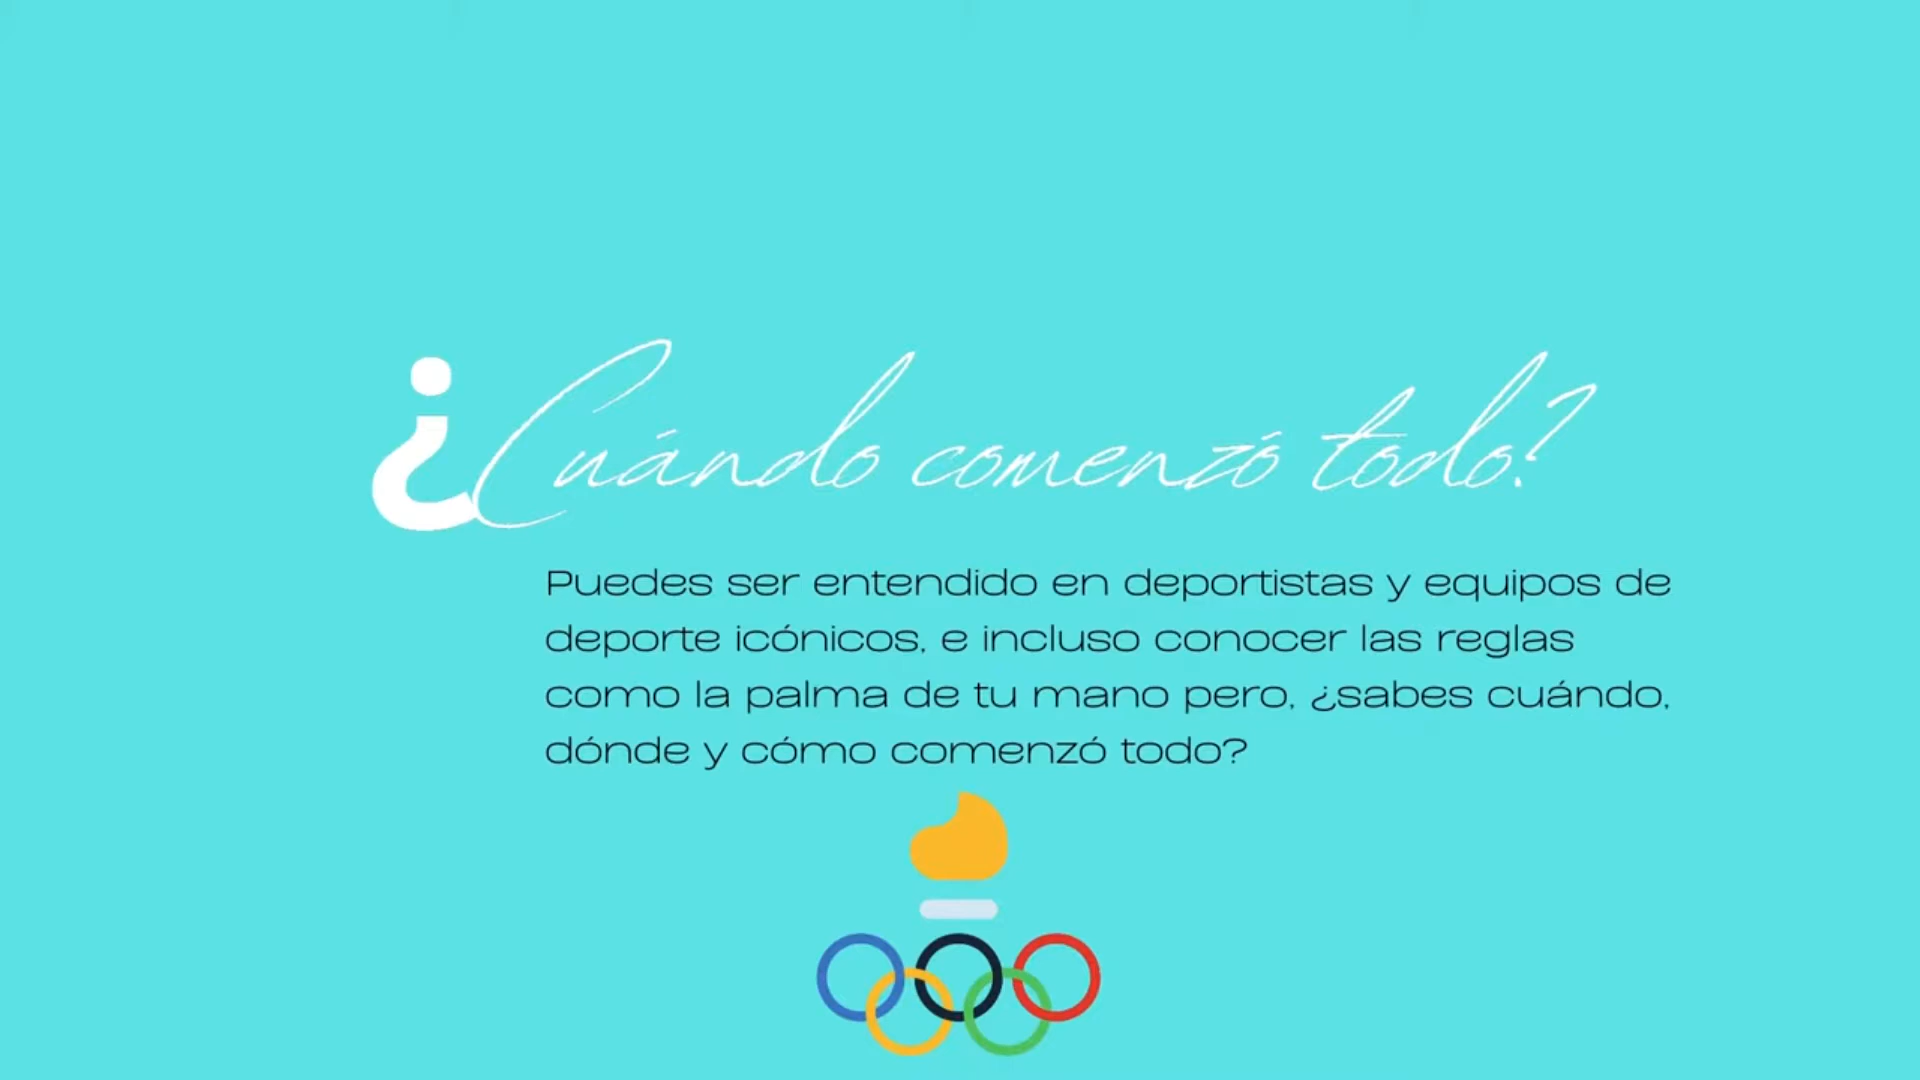 ¿Cuándo comenzó todo?
Puedes ser entendido en deportistas y equipos de
deporte icónicos, e incluso conocer las reglas
como la palma de tu mano pero, ¿sabes cuándo,
dónde y cómo comenzó todo?